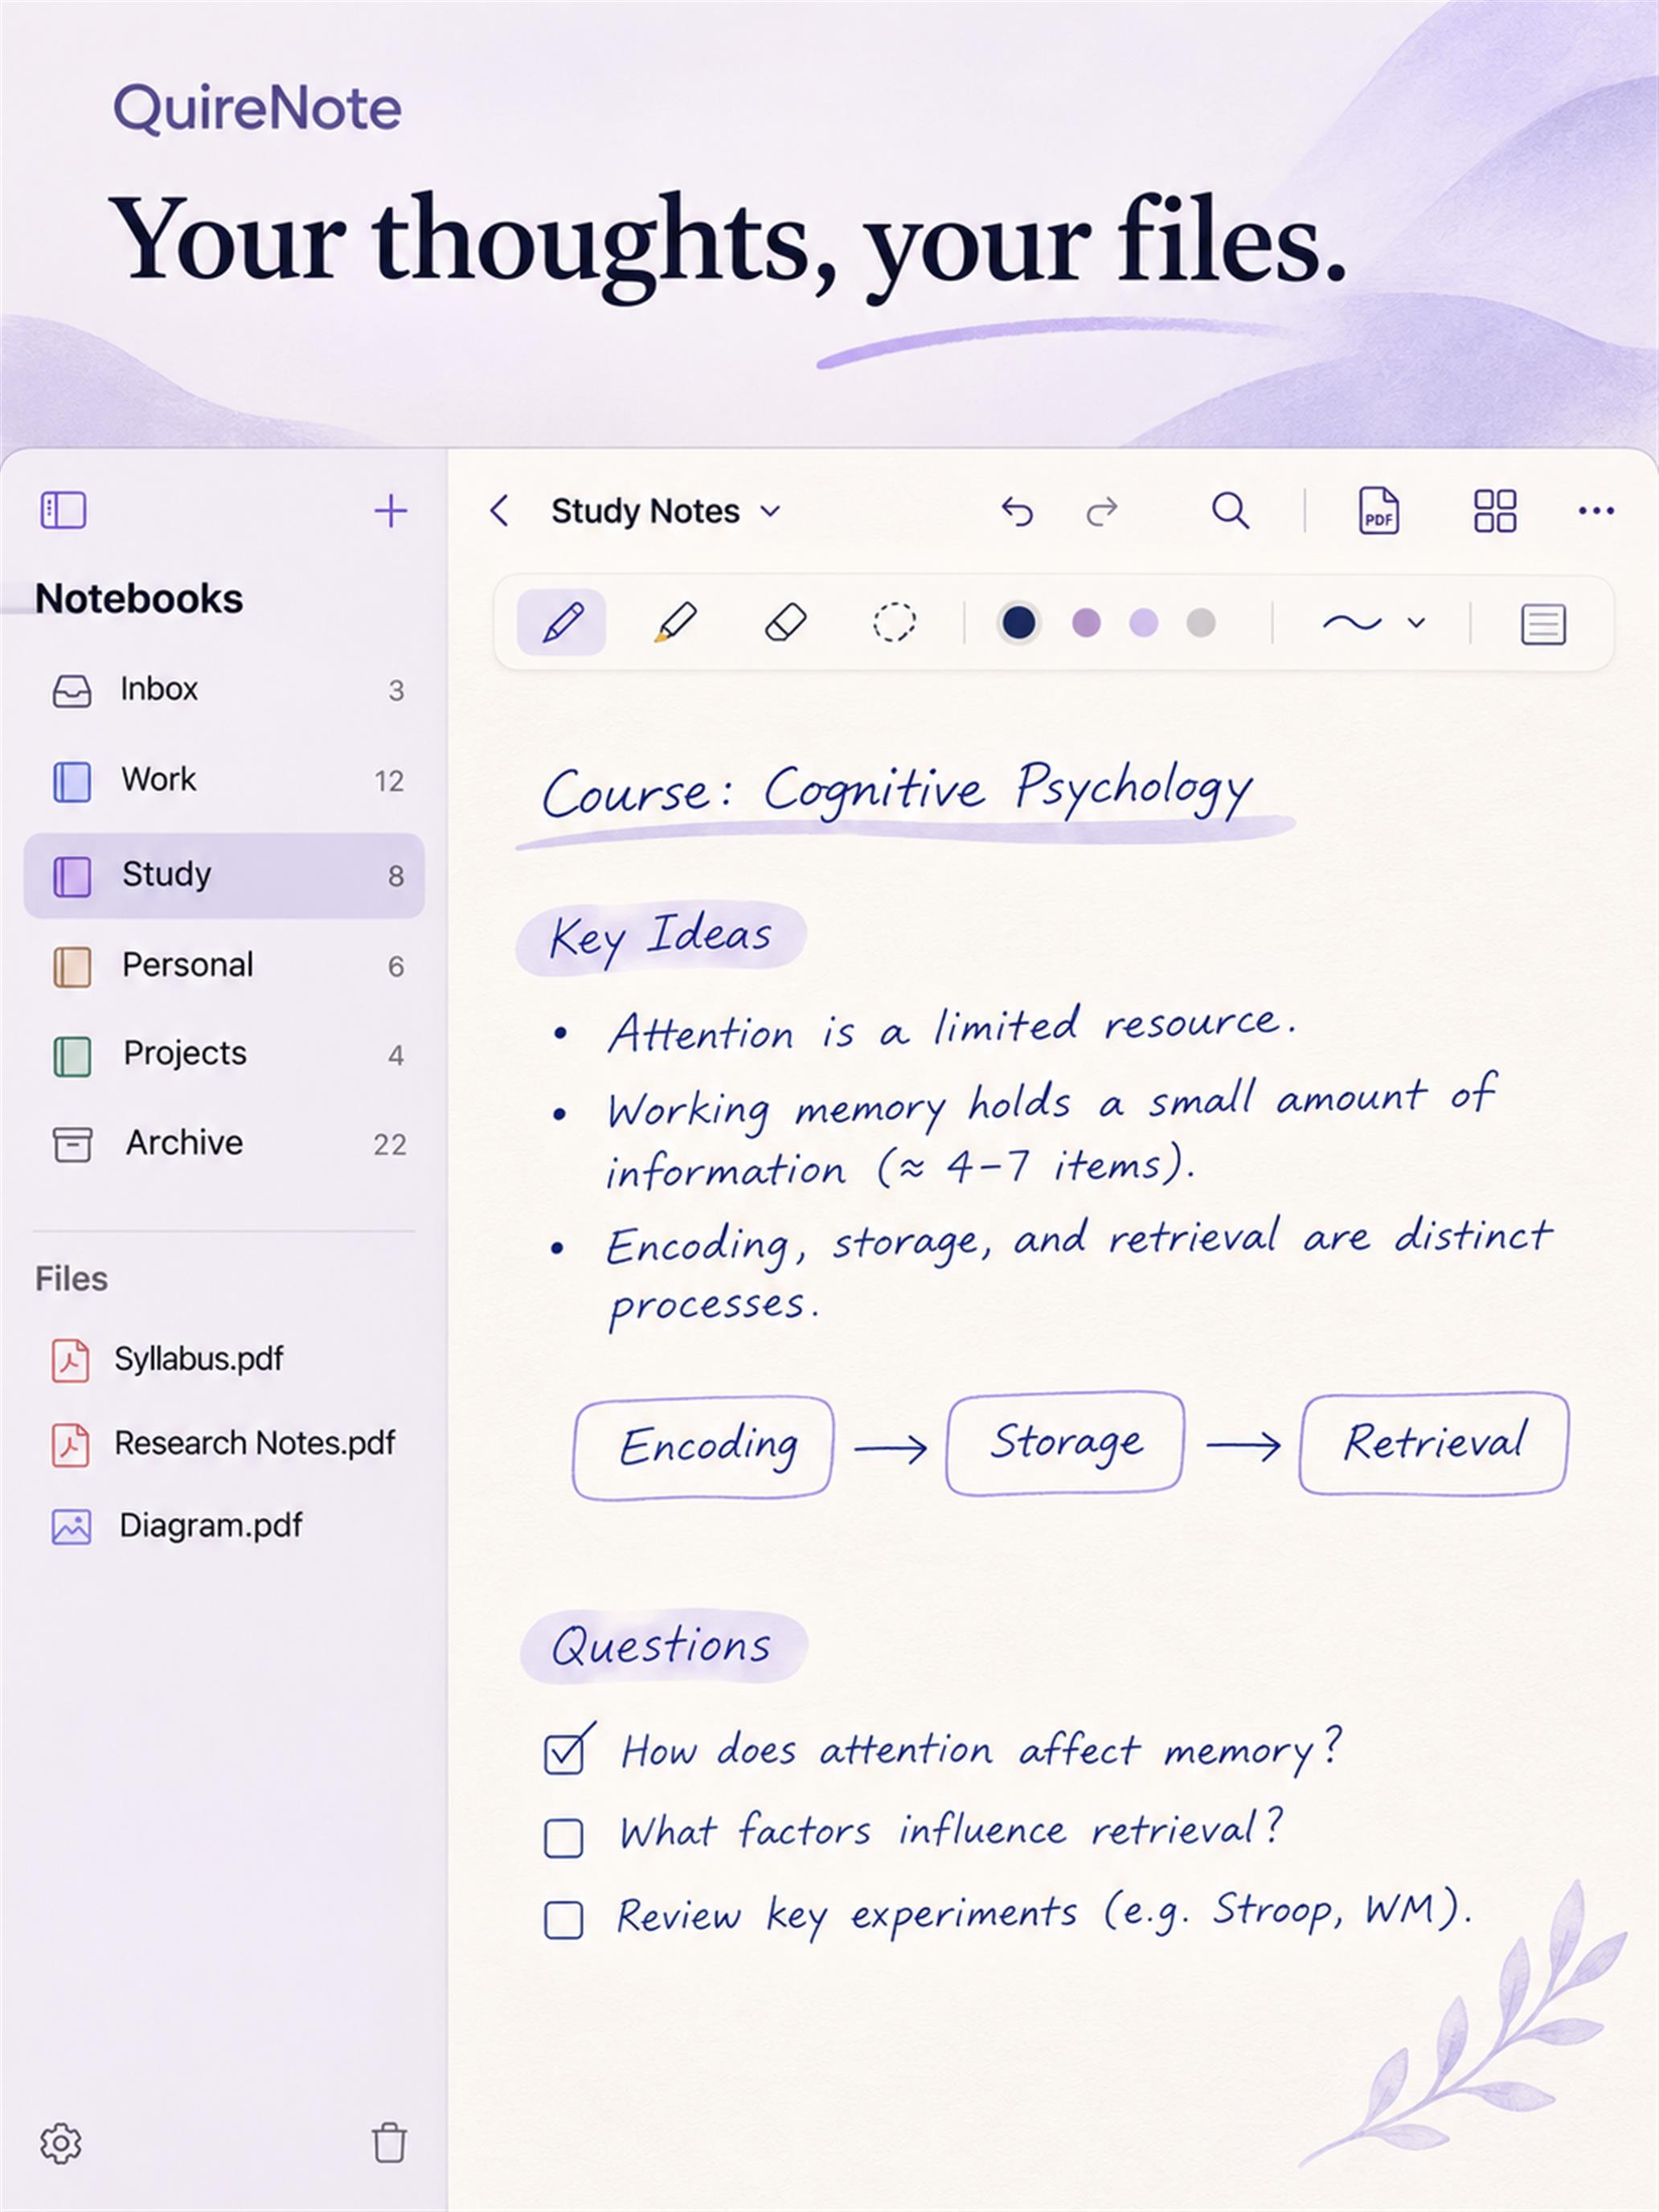 QuireNote
Your thoughts, your files.
Notebooks
Inbox 3
Work 12
Study 8
Personal 6
Projects 4
Archive 22
Files
Syllabus.pdf
Research Notes.pdf
Diagram.pdf
Study Notes
PDF
Course: Cognitive Psychology
Key Ideas
• Attention is a limited resource.
• Working memory holds a small amount of
information (≈ 4–7 items).
• Encoding, storage, and retrieval are distinct
processes.
Encoding → Storage → Retrieval
Questions
☑ How does attention affect memory?
☐ What factors influence retrieval?
☐ Review key experiments (e.g. Stroop, WM).